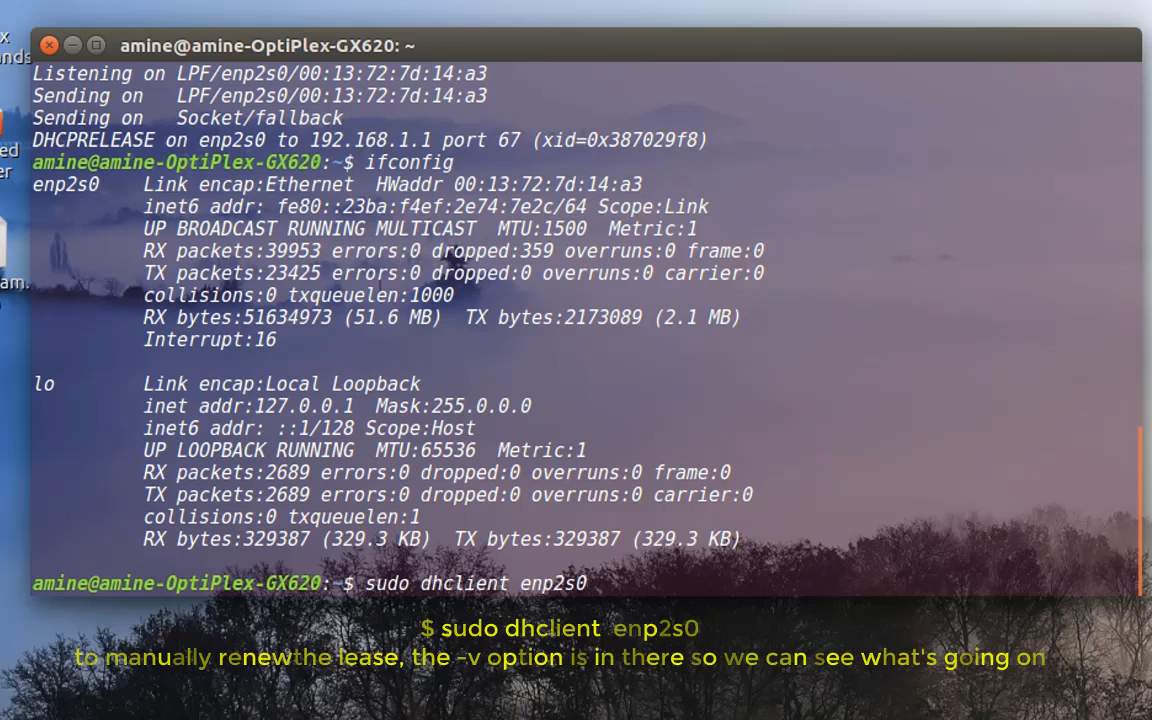 x
nds
ed
er
am.
amine@amine-OptiPlex-GX620: ~
Listening on LPF/enp2s0/00:13:72:7d:14:a3
Sending on   LPF/enp2s0/00:13:72:7d:14:a3
Sending on   Socket/fallback
DHCPRELEASE on enp2s0 to 192.168.1.1 port 67 (xid=0x387029f8)
amine@amine-OptiPlex-GX620:~$ ifconfig
enp2s0    Link encap:Ethernet  HWaddr 00:13:72:7d:14:a3
          inet6 addr: fe80::23ba:f4ef:2e74:7e2c/64 Scope:Link
          UP BROADCAST RUNNING MULTICAST  MTU:1500  Metric:1
          RX packets:39953 errors:0 dropped:359 overruns:0 frame:0
          TX packets:23425 errors:0 dropped:0 overruns:0 carrier:0
          collisions:0 txqueuelen:1000
          RX bytes:51634973 (51.6 MB)  TX bytes:2173089 (2.1 MB)
          Interrupt:16
lo        Link encap:Local Loopback
          inet addr:127.0.0.1  Mask:255.0.0.0
          inet6 addr: ::1/128 Scope:Host
          UP LOOPBACK RUNNING  MTU:65536  Metric:1
          RX packets:2689 errors:0 dropped:0 overruns:0 frame:0
          TX packets:2689 errors:0 dropped:0 overruns:0 carrier:0
          collisions:0 txqueuelen:1
          RX bytes:329387 (329.3 KB)  TX bytes:329387 (329.3 KB)
amine@amine-OptiPlex-GX620:~$ sudo dhclient enp2s0
$ sudo dhclient  enp2s0
to manually renewthe lease, the -v option is in there so we can see what's going on